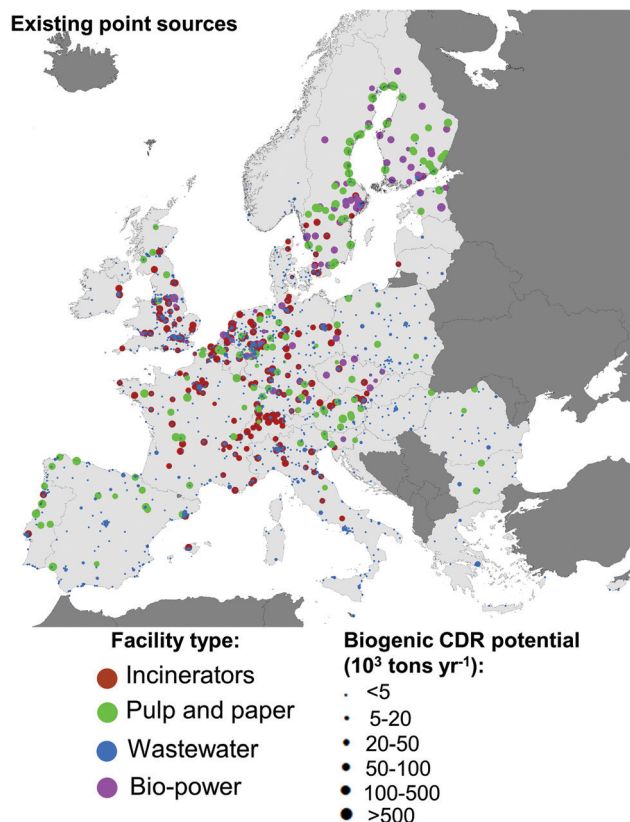 Existing point sources
Facility type:
Incinerators
Pulp and paper
Wastewater
Bio-power
Biogenic CDR potential
(10³ tons yr⁻¹):
<5
5-20
20-50
50-100
100-500
>500